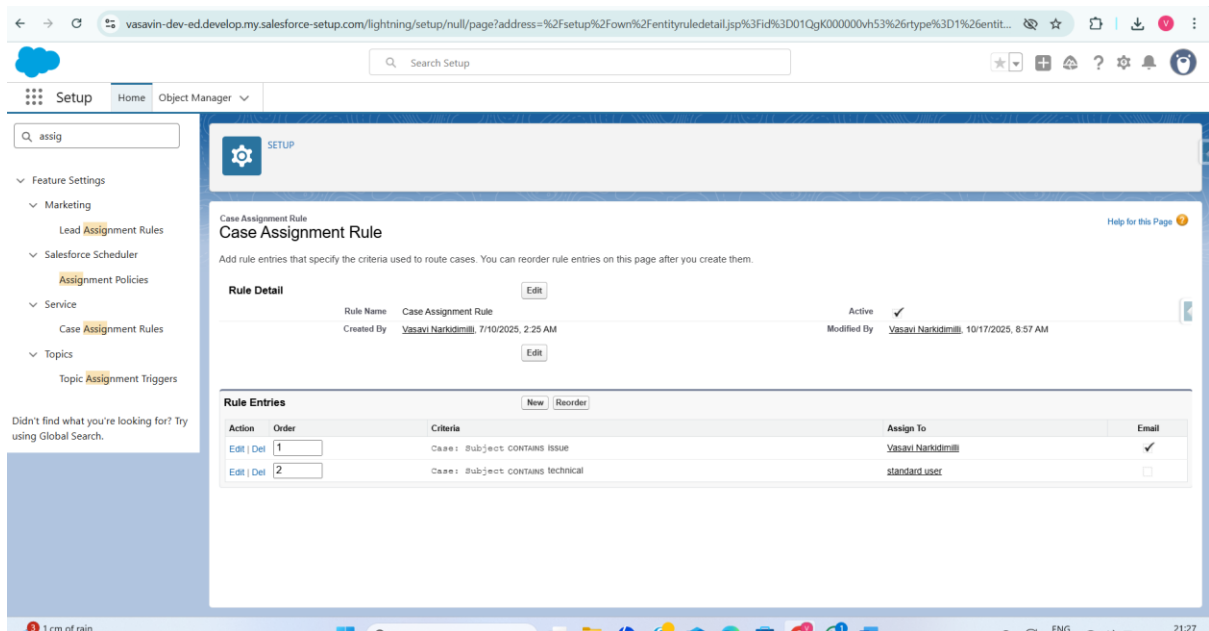 vasavin-dev-ed.develop.my.salesforce-setup.com/lightning/setup/null/page?address=%2Fsetup%2Fown%2Fentityruledetail.jsp%3Fid%3D01QgK000000vh53%26rtype%3D1%26entit...
V
Search Setup
Setup Home Object Manager
assig
SETUP
Feature Settings
Marketing
Lead Assignment Rules
Salesforce Scheduler
Assignment Policies
Service
Case Assignment Rules
Topics
Topic Assignment Triggers
Didn't find what you're looking for? Try
using Global Search.
Case Assignment Rule
Case Assignment Rule
Help for this Page ?
Add rule entries that specify the criteria used to route cases. You can reorder rule entries on this page after you create them.
Rule Detail Edit
Rule Name Case Assignment Rule Active
Created By Vasavi Narkidimilli, 7/10/2025, 2:25 AM Modified By Vasavi Narkidimilli, 10/17/2025, 8:57 AM
Edit
Rule Entries New Reorder
Action Order Criteria Assign To Email
Edit | Del 1 Case: Subject CONTAINS issue Vasavi Narkidimilli
Edit | Del 2 Case: Subject CONTAINS technical standard user
3 1 cm of rain ENG 21:27